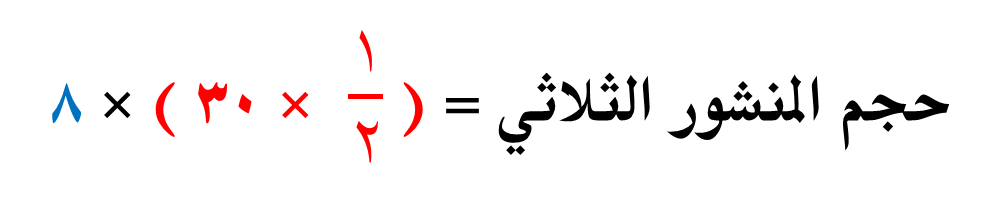 حجم المنشور الثلاثي = ( ١/٢ × ٣٠ ) × ٨